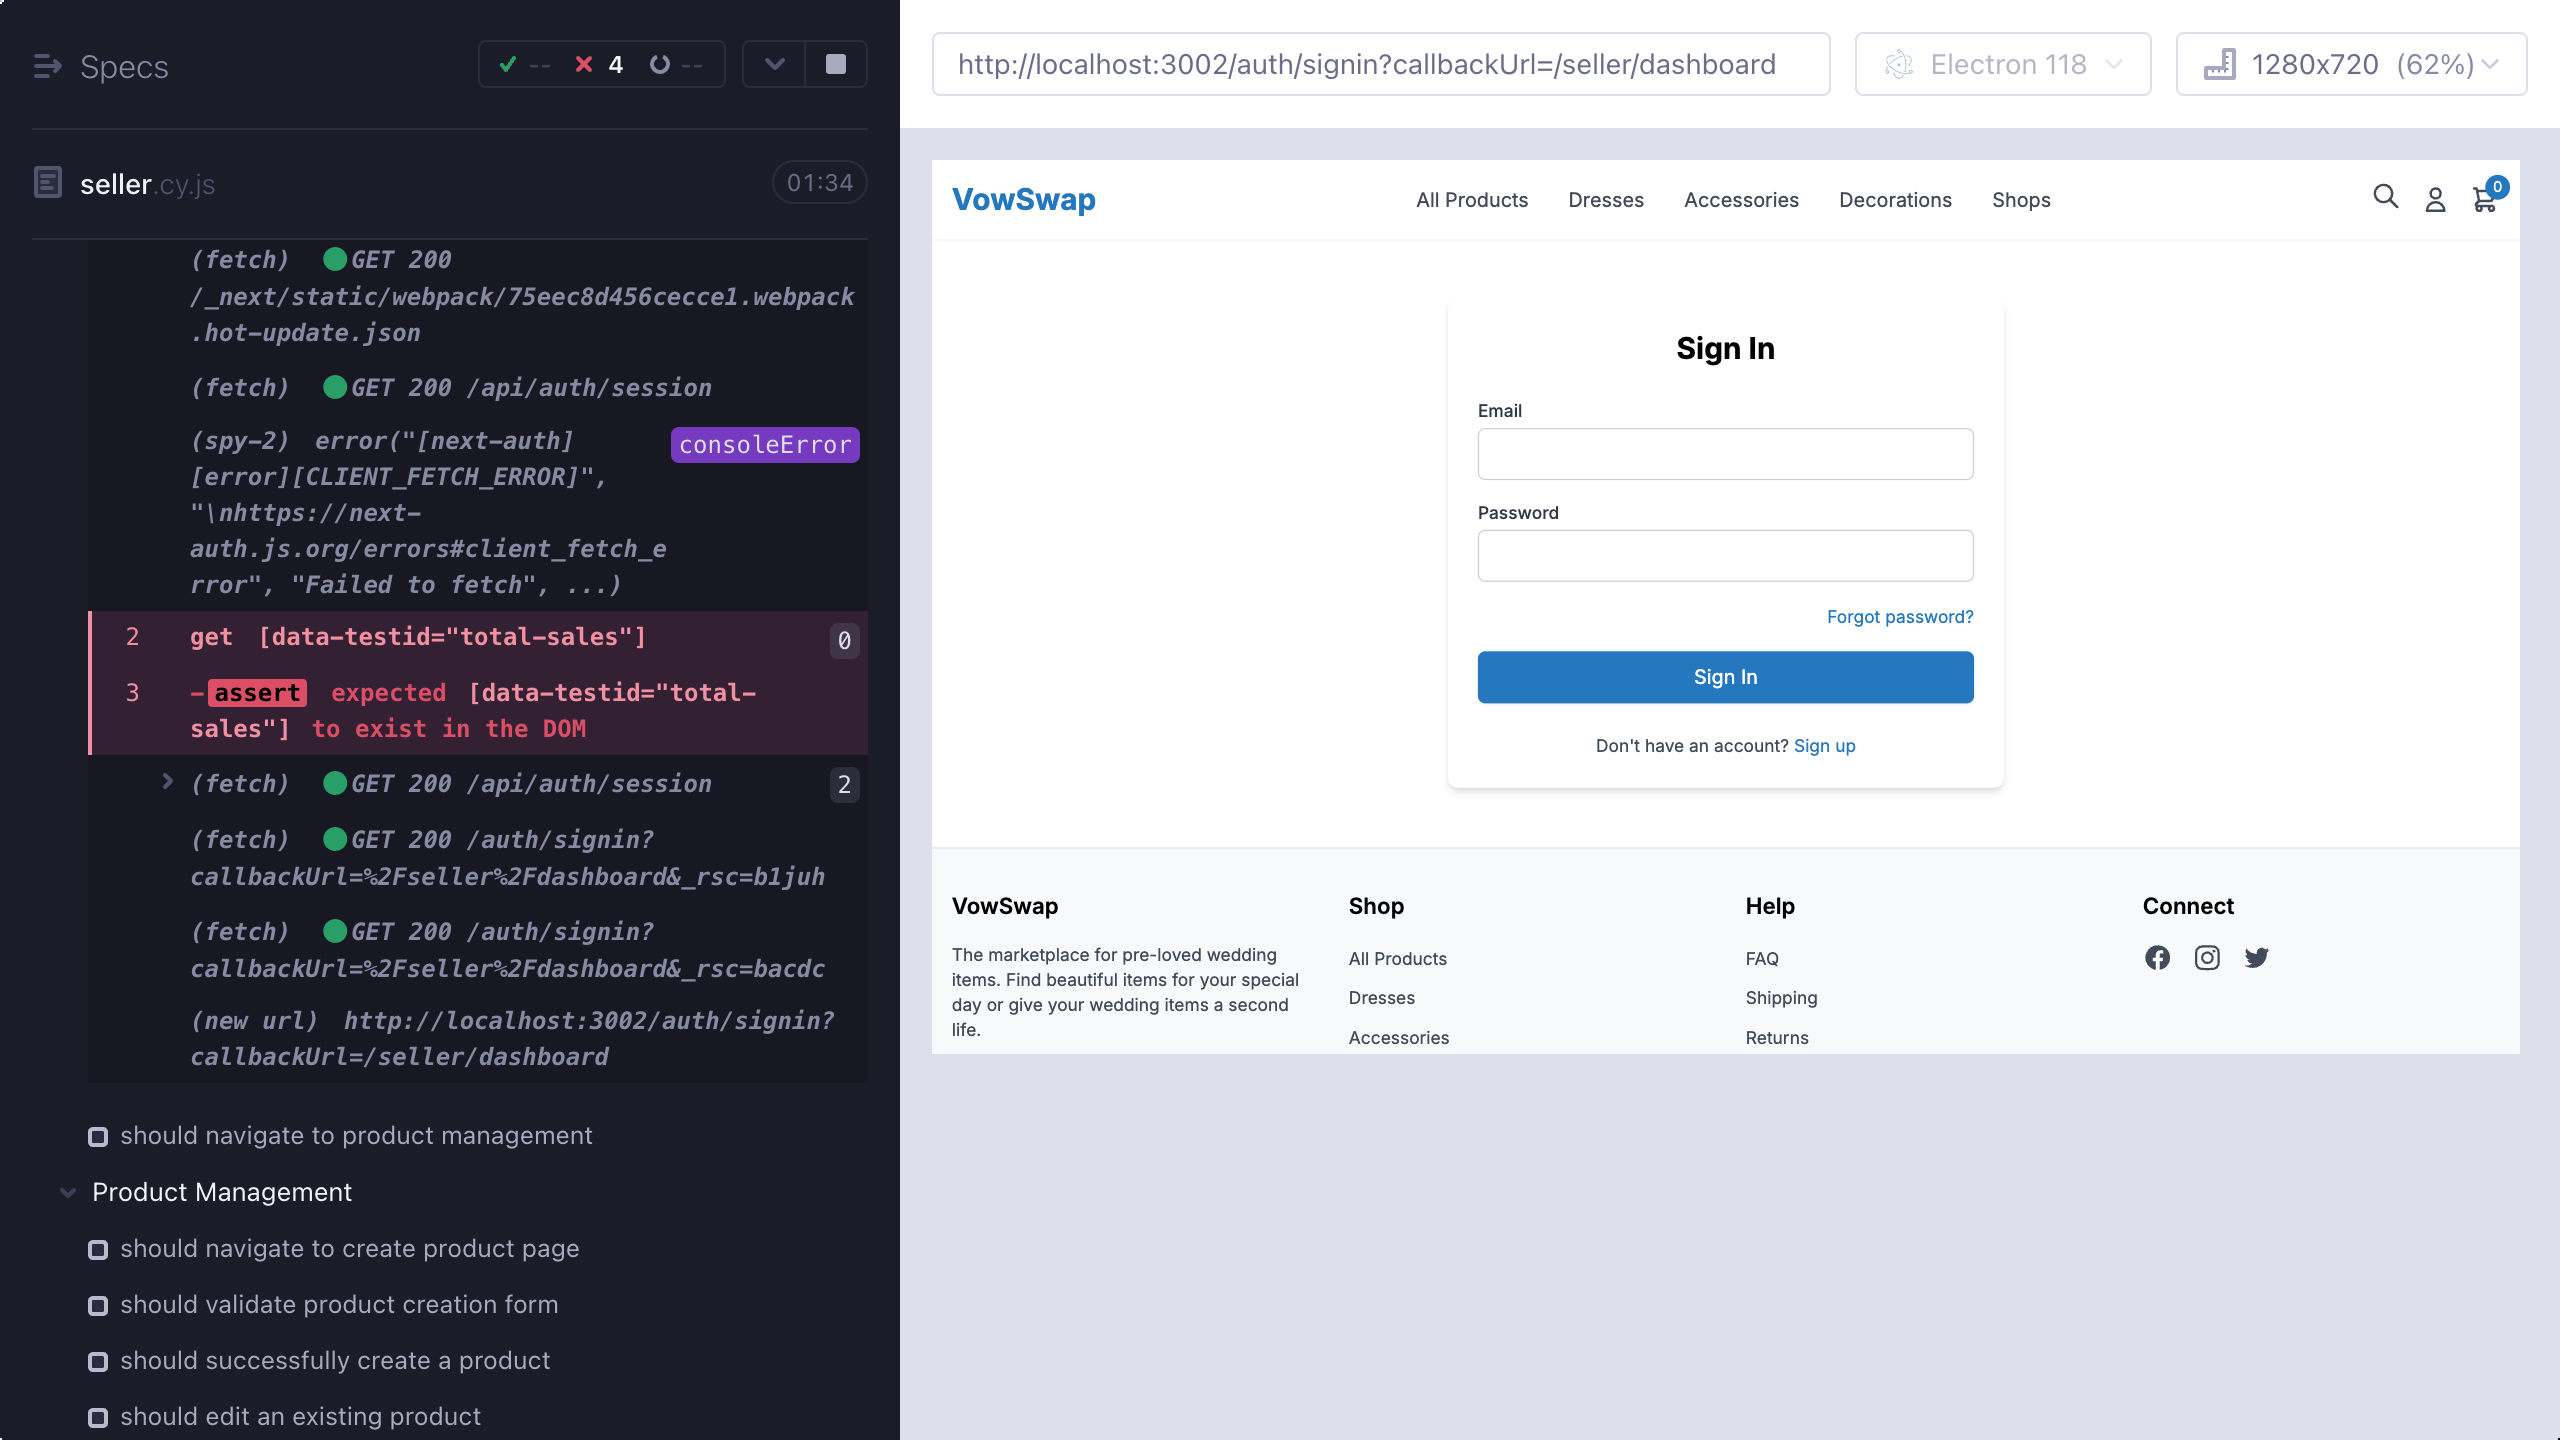 Specs
-- 4 --
seller.cy.js 01:34
(fetch) GET 200
/_next/static/webpack/75eec8d456cecce1.webpack
.hot-update.json
(fetch) GET 200 /api/auth/session
(spy-2) error("[next-auth] consoleError
[error][CLIENT_FETCH_ERROR]",
"\nhttps://next-
auth.js.org/errors#client_fetch_e
rror", "Failed to fetch", ...)
2 get [data-testid="total-sales"] 0
3 -assert expected [data-testid="total-
sales"] to exist in the DOM
(fetch) GET 200 /api/auth/session 2
(fetch) GET 200 /auth/signin?
callbackUrl=%2Fseller%2Fdashboard&_rsc=b1juh
(fetch) GET 200 /auth/signin?
callbackUrl=%2Fseller%2Fdashboard&_rsc=bacdc
(new url) http://localhost:3002/auth/signin?
callbackUrl=/seller/dashboard
should navigate to product management
Product Management
should navigate to create product page
should validate product creation form
should successfully create a product
should edit an existing product
http://localhost:3002/auth/signin?callbackUrl=/seller/dashboard
Electron 118
1280x720 (62%)
VowSwap
All Products Dresses Accessories Decorations Shops
0
Sign In
Email
Password
Forgot password?
Sign In
Don't have an account? Sign up
VowSwap
The marketplace for pre-loved wedding
items. Find beautiful items for your special
day or give your wedding items a second
life.
Shop
All Products
Dresses
Accessories
Help
FAQ
Shipping
Returns
Connect